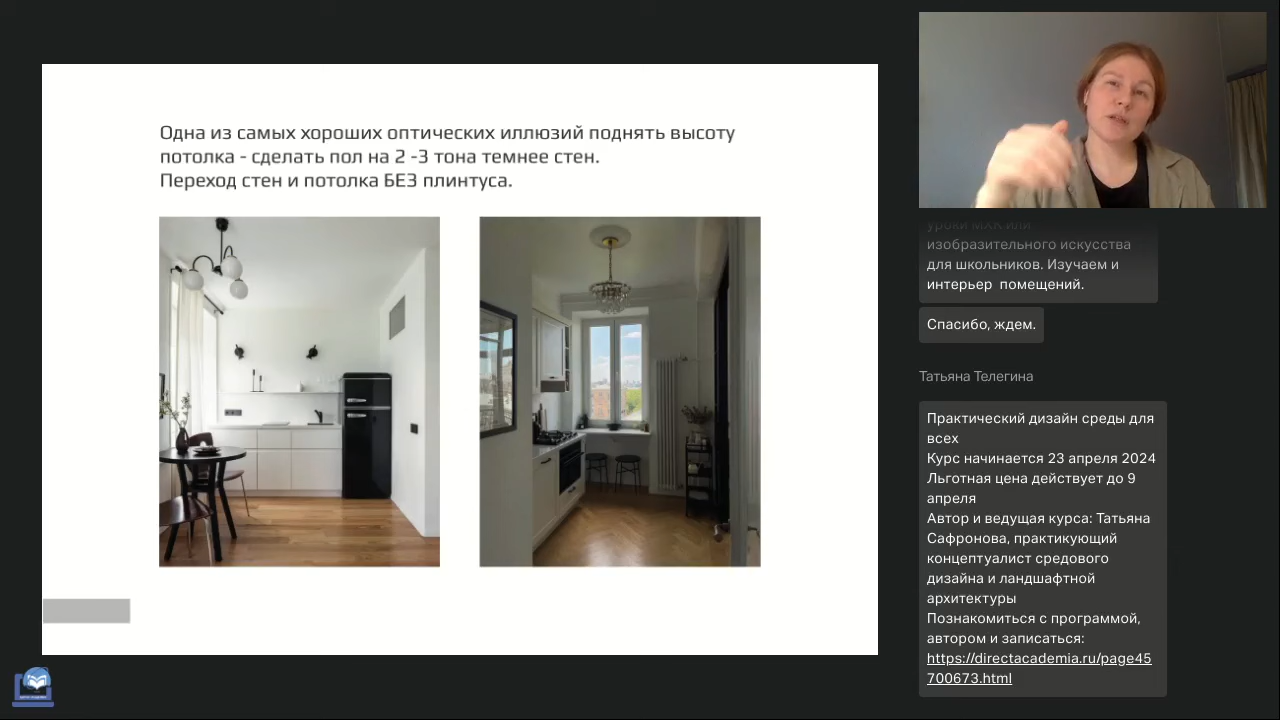 Одна из самых хороших оптических иллюзий поднять высоту
потолка - сделать пол на 2 -3 тона темнее стен.
Переход стен и потолка БЕЗ плинтуса.
уроки МХК или
изобразительного искусства
для школьников. Изучаем и
интерьер помещений.
Спасибо, ждем.
Татьяна Телегина
Практический дизайн среды для
всех
Курс начинается 23 апреля 2024
Льготная цена действует до 9
апреля
Автор и ведущая курса: Татьяна
Сафронова, практикующий
концептуалист средового
дизайна и ландшафтной
архитектуры
Познакомиться с программой,
автором и записаться:
https://directacademia.ru/page45
700673.html